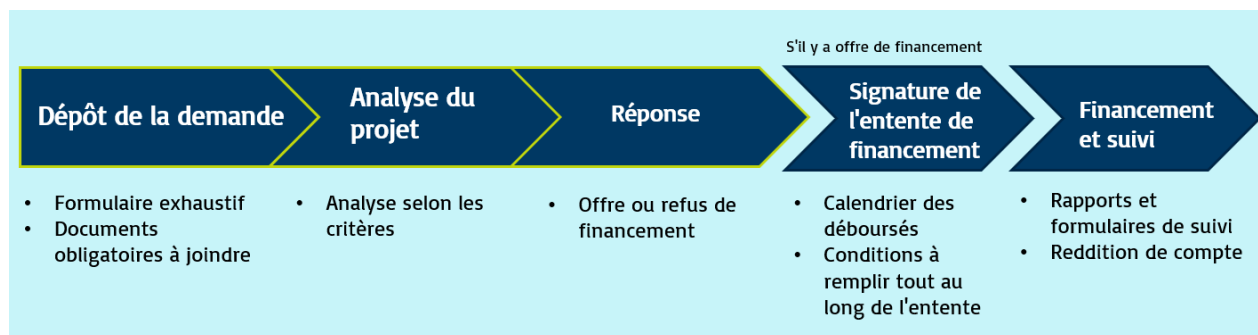 S'il y a offre de financement
Dépôt de la demande
Analyse du
projet
Réponse
Signature de
l'entente de
financement
Financement
et suivi
• Formulaire exhaustif
• Documents
obligatoires à joindre
• Analyse selon les
critères
• Offre ou refus de
financement
• Calendrier des
déboursés
• Conditions à
remplir tout au
long de l'entente
• Rapports et
formulaires de suivi
• Reddition de compte